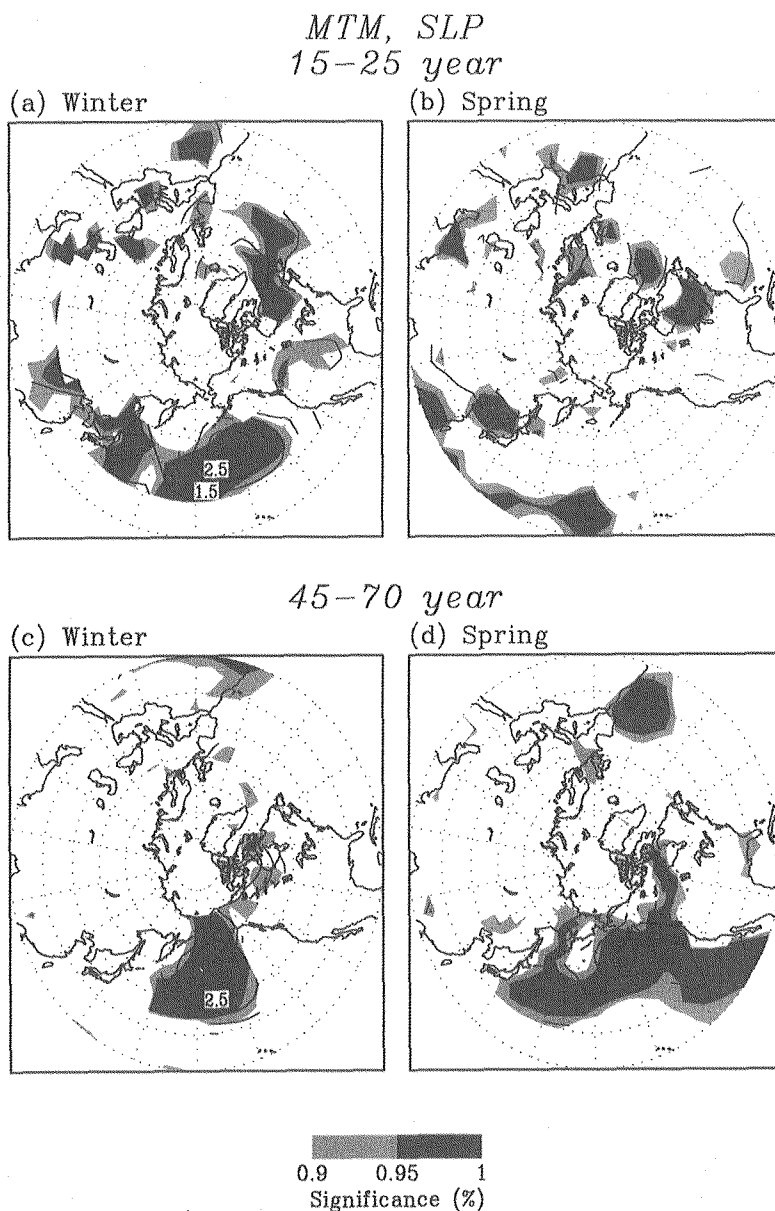 MTM, SLP
15-25 year
(a) Winter
(b) Spring
2.5
1.5
45-70 year
(c) Winter
(d) Spring
2.5
0.9 0.95 1
Significance (%)